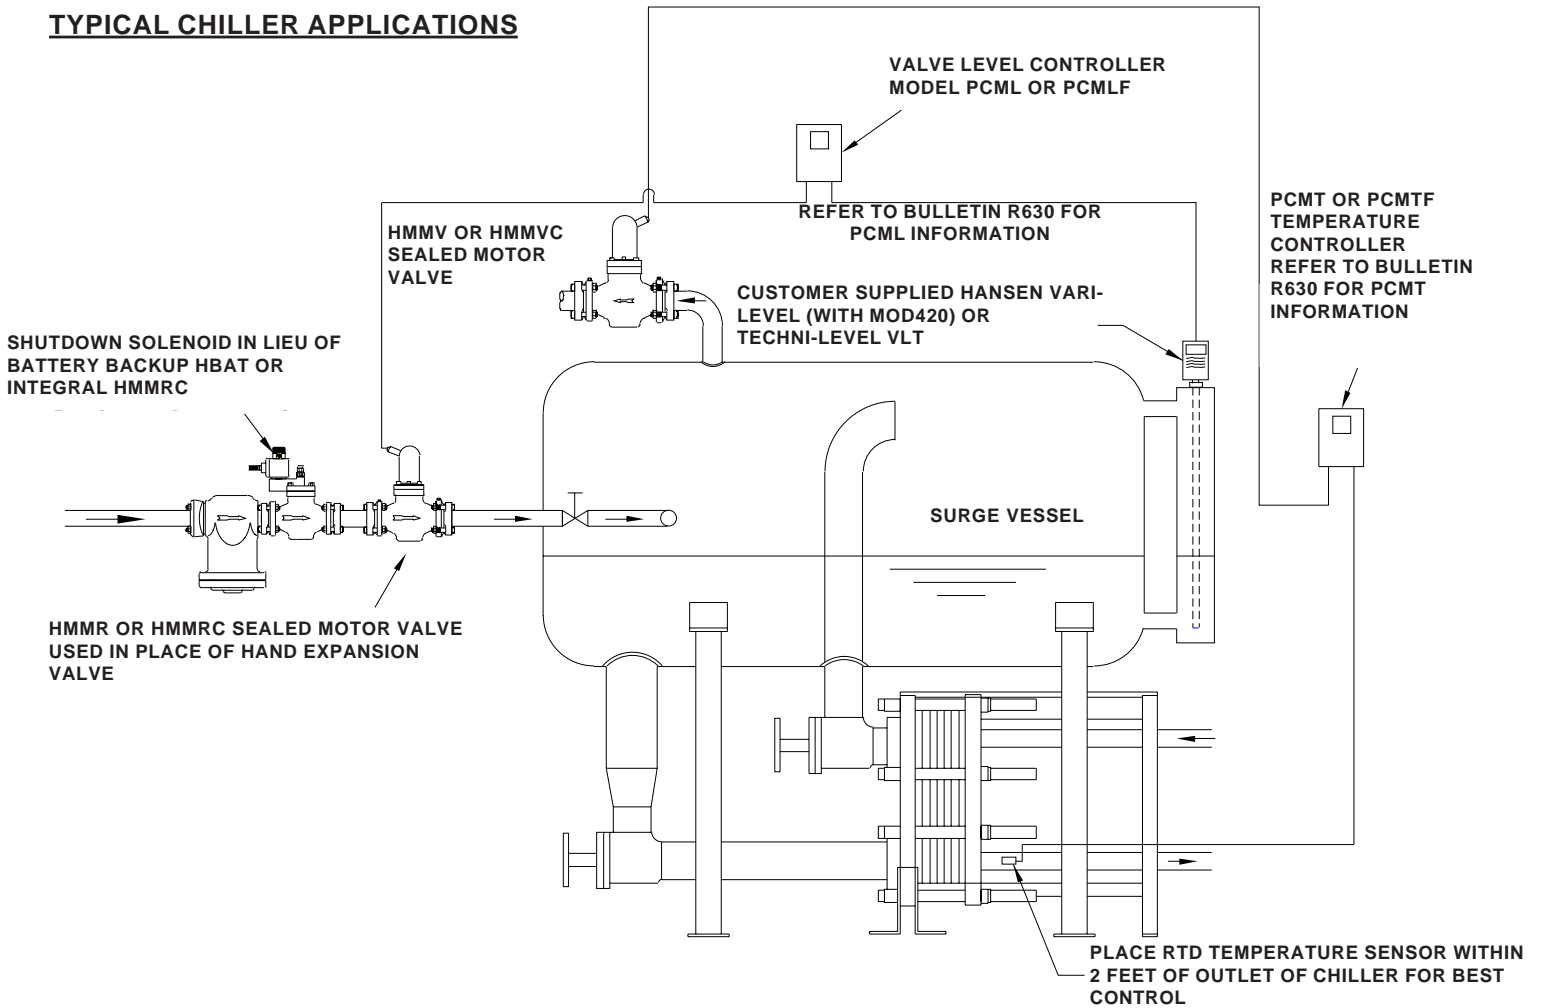 TYPICAL CHILLER APPLICATIONS
VALVE LEVEL CONTROLLER
MODEL PCML OR PCMLF
REFER TO BULLETIN R630 FOR
PCML INFORMATION
PCMT OR PCMTF
TEMPERATURE
CONTROLLER
REFER TO BULLETIN
R630 FOR PCMT
INFORMATION
HMMV OR HMMVC
SEALED MOTOR
VALVE
CUSTOMER SUPPLIED HANSEN VARI-
LEVEL (WITH MOD420) OR
TECHNI-LEVEL VLT
SHUTDOWN SOLENOID IN LIEU OF
BATTERY BACKUP HBAT OR
INTEGRAL HMMRC
SURGE VESSEL
HMMR OR HMMRC SEALED MOTOR VALVE
USED IN PLACE OF HAND EXPANSION
VALVE
PLACE RTD TEMPERATURE SENSOR WITHIN
2 FEET OF OUTLET OF CHILLER FOR BEST
CONTROL